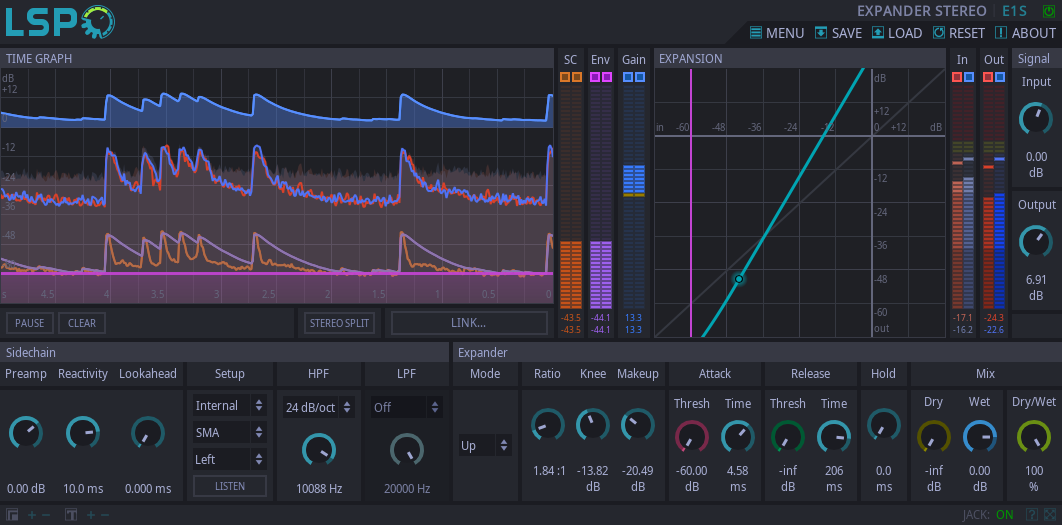 LSP
EXPANDER STEREO E1S
MENU SAVE LOAD RESET ABOUT
TIME GRAPH
SC Env Gain
EXPANSION
In Out
Signal
dB
+12
0
-12
-24
-36
-48
s 4.5 4 3.5 3 2.5 2 1.5 1 0.5 0
-43.5 -44.1 13.3
-43.5 -44.1 13.3
in -60 -48 -36 -24 -12 0 +12 dB
dB
+12
-12
-24
-36
-48
-60
out
-17.1 -24.3
-16.2 -22.6
Input
0.00
dB
Output
6.91
dB
PAUSE CLEAR STEREO SPLIT LINK...
Sidechain
Preamp Reactivity Lookahead Setup HPF LPF
Internal
SMA
Left
LISTEN
24 dB/oct
Off
0.00 dB 10.0 ms 0.000 ms 10088 Hz 20000 Hz
Expander
Mode Ratio Knee Makeup Attack Release Hold Mix
Thresh Time Thresh Time Dry Wet Dry/Wet
Up
1.84 :1 -13.82 -20.49 -60.00 4.58 -inf 206 0.0 -inf 0.00 100
dB dB dB ms dB ms ms dB dB %
JACK: ON